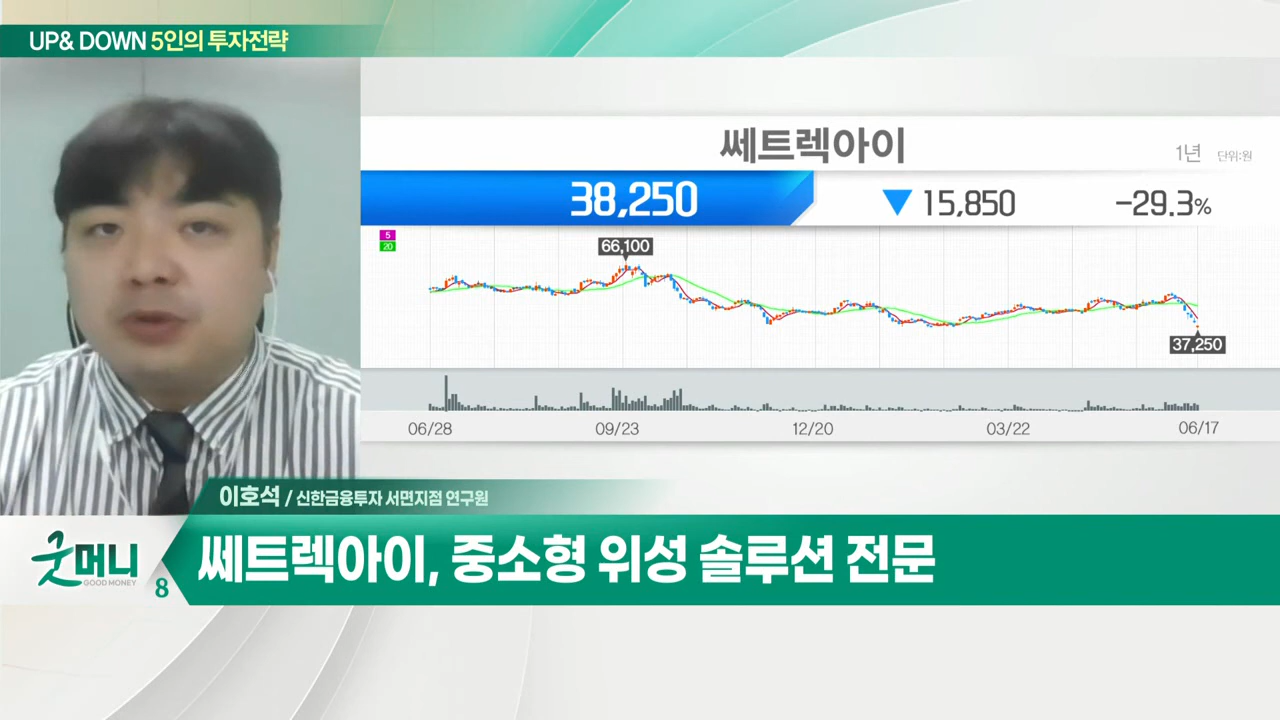 UP& DOWN 5인의 투자전략
쎄트렉아이
1년 단위:원
38,250 ▼ 15,850 -29.3%
5
20
66,100
37,250
06/28 09/23 12/20 03/22 06/17
이호석 / 신한금융투자 서면지점 연구원
굿머니
GOOD MONEY
8
쎄트렉아이, 중소형 위성 솔루션 전문